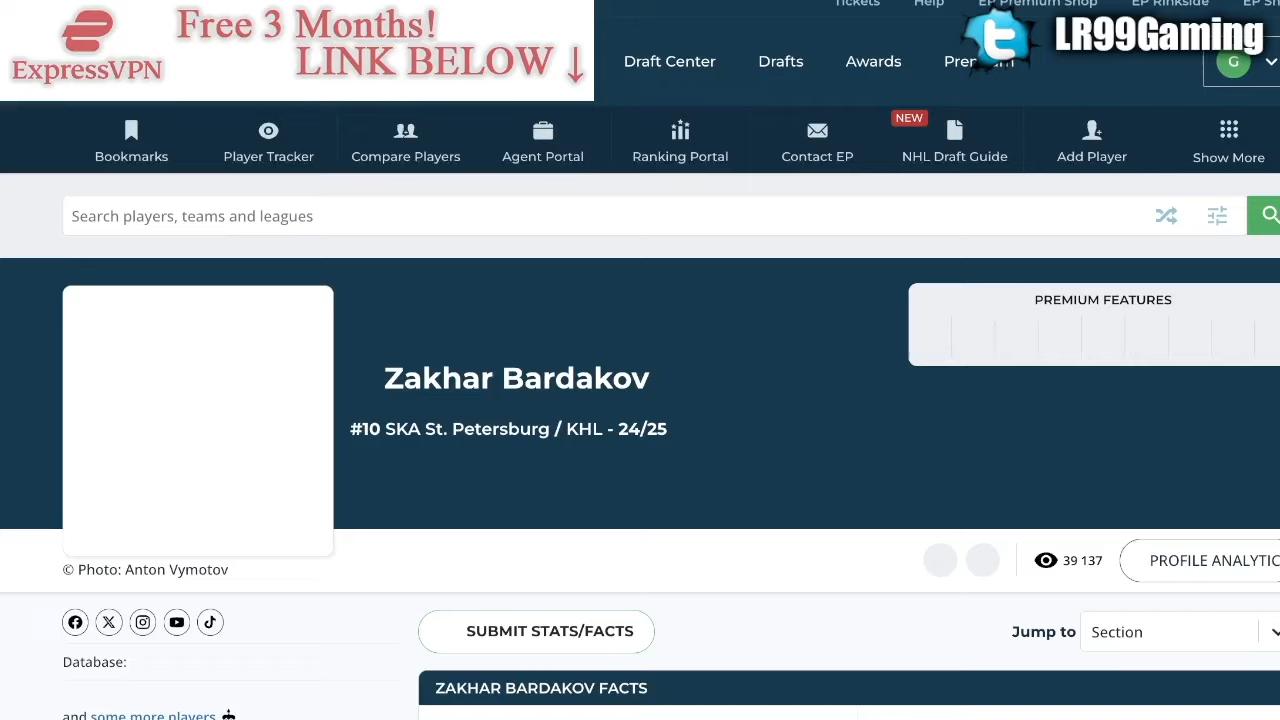 Free 3 Months!
LINK BELOW ↓
ExpressVPN
Tickets Help EP Premium Shop EP Rinkside
LR99Gaming
Draft Center Drafts Awards
G
Bookmarks Player Tracker Compare Players Agent Portal Ranking Portal Contact EP NEW NHL Draft Guide Add Player Show More
Search players, teams and leagues
PREMIUM FEATURES
Zakhar Bardakov
#10 SKA St. Petersburg / KHL - 24/25
39 137
PROFILE ANALYTIC
© Photo: Anton Vymotov
SUBMIT STATS/FACTS
Jump to Section
Database:
ZAKHAR BARDAKOV FACTS
and some more players